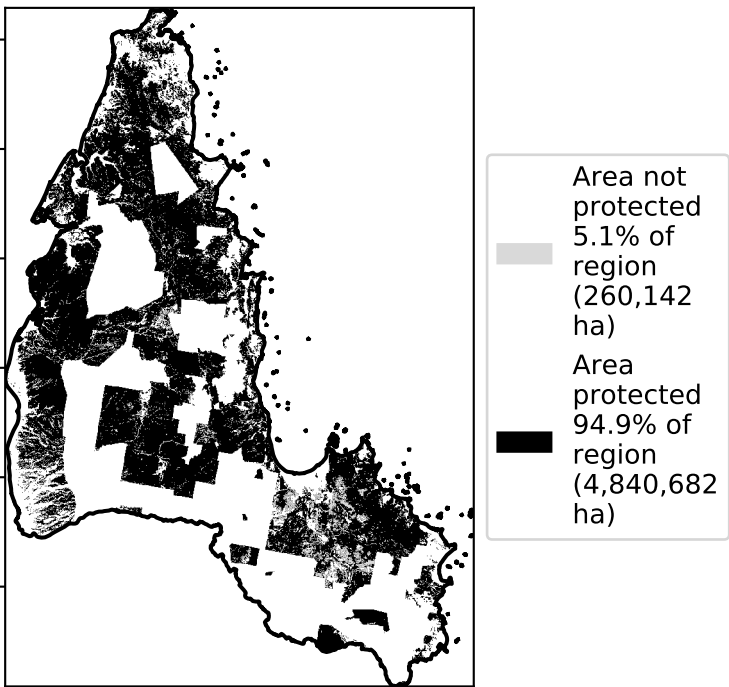 Area not
protected
5.1% of
region
(260,142
ha)
Area
protected
94.9% of
region
(4,840,682
ha)